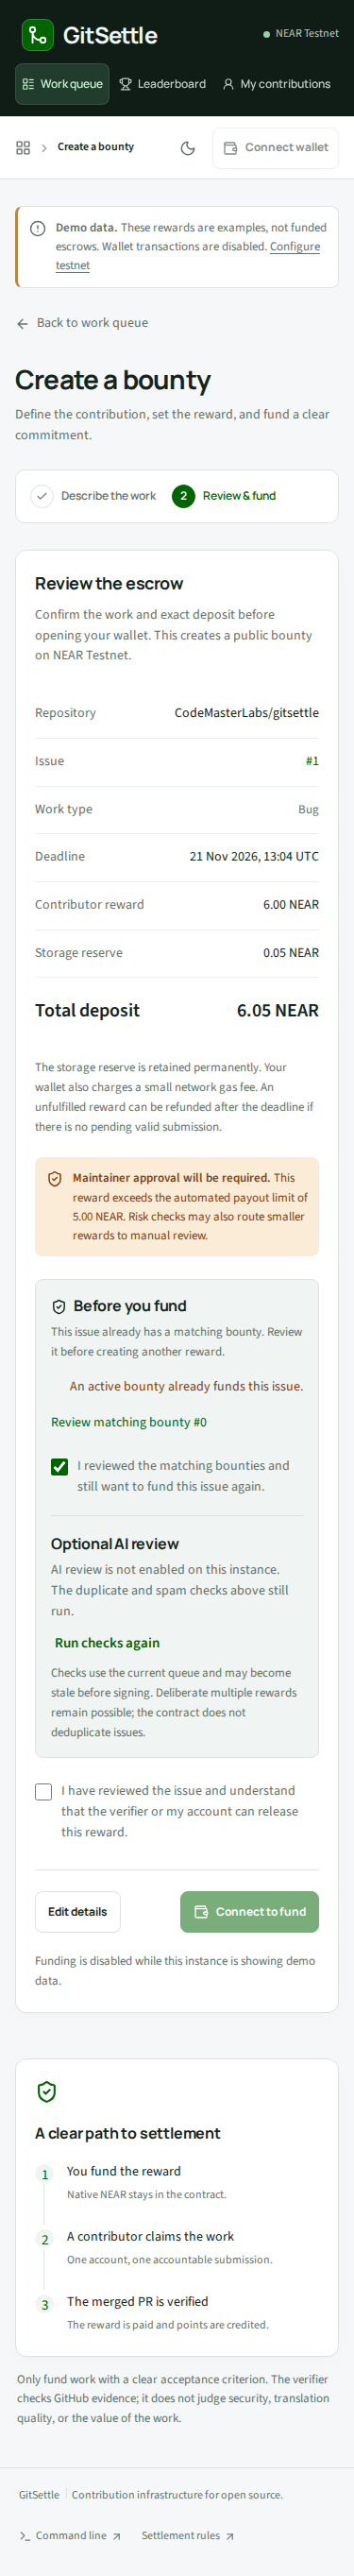 GitSettle
NEAR Testnet
Work queue
Leaderboard
My contributions
Create a bounty
Connect wallet
Demo data. These rewards are examples, not funded
escrows. Wallet transactions are disabled. Configure
testnet
Back to work queue
Create a bounty
Define the contribution, set the reward, and fund a clear
commitment.
Describe the work
2 Review & fund
Review the escrow
Confirm the work and exact deposit before
opening your wallet. This creates a public bounty
on NEAR Testnet.
Repository CodeMasterLabs/gitsettle
Issue #1
Work type Bug
Deadline 21 Nov 2026, 13:04 UTC
Contributor reward 6.00 NEAR
Storage reserve 0.05 NEAR
Total deposit 6.05 NEAR
The storage reserve is retained permanently. Your
wallet also charges a small network gas fee. An
unfulfilled reward can be refunded after the deadline if
there is no pending valid submission.
Maintainer approval will be required. This
reward exceeds the automated payout limit of
5.00 NEAR. Risk checks may also route smaller
rewards to manual review.
Before you fund
This issue already has a matching bounty. Review
it before creating another reward.
An active bounty already funds this issue.
Review matching bounty #0
I reviewed the matching bounties and
still want to fund this issue again.
Optional AI review
AI review is not enabled on this instance.
The duplicate and spam checks above still
run.
Run checks again
Checks use the current queue and may become
stale before signing. Deliberate multiple rewards
remain possible; the contract does not
deduplicate issues.
I have reviewed the issue and understand
that the verifier or my account can release
this reward.
Edit details
Connect to fund
Funding is disabled while this instance is showing demo
data.
A clear path to settlement
1 You fund the reward
Native NEAR stays in the contract.
2 A contributor claims the work
One account, one accountable submission.
3 The merged PR is verified
The reward is paid and points are credited.
Only fund work with a clear acceptance criterion. The verifier
checks GitHub evidence; it does not judge security, translation
quality, or the value of the work.
GitSettle
Contribution infrastructure for open source.
Command line
Settlement rules